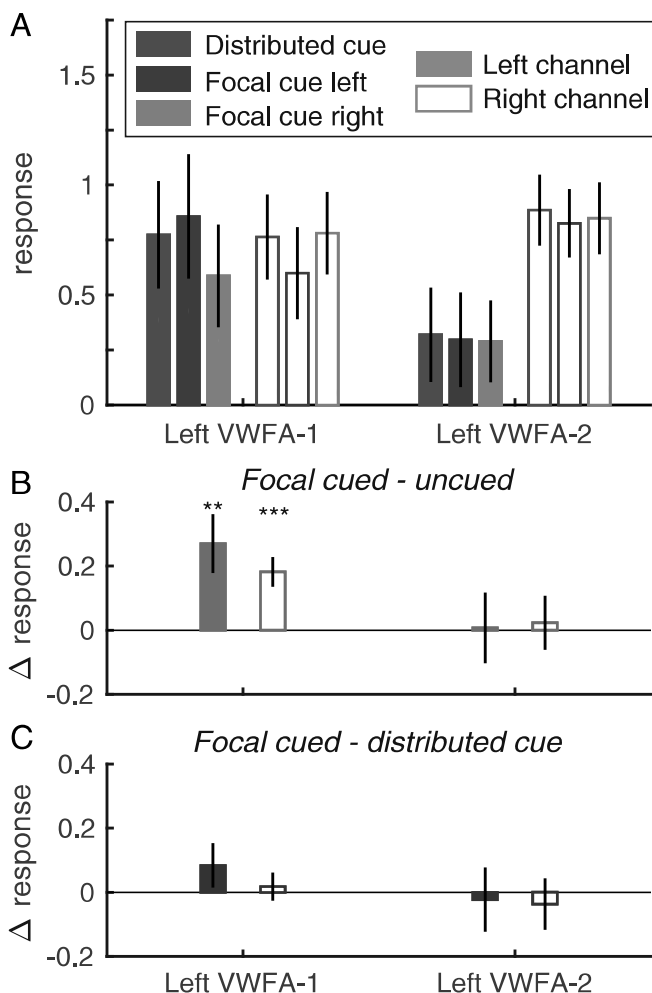 A
Distributed cue
Focal cue left
Focal cue right
Left channel
Right channel
response
1.5
1
0.5
0
Left VWFA-1
Left VWFA-2
B
Focal cued - uncued
Δ response
0.4
0.2
0
-0.2
**
***
C
Focal cued - distributed cue
Δ response
0.4
0.2
0
-0.2
Left VWFA-1
Left VWFA-2